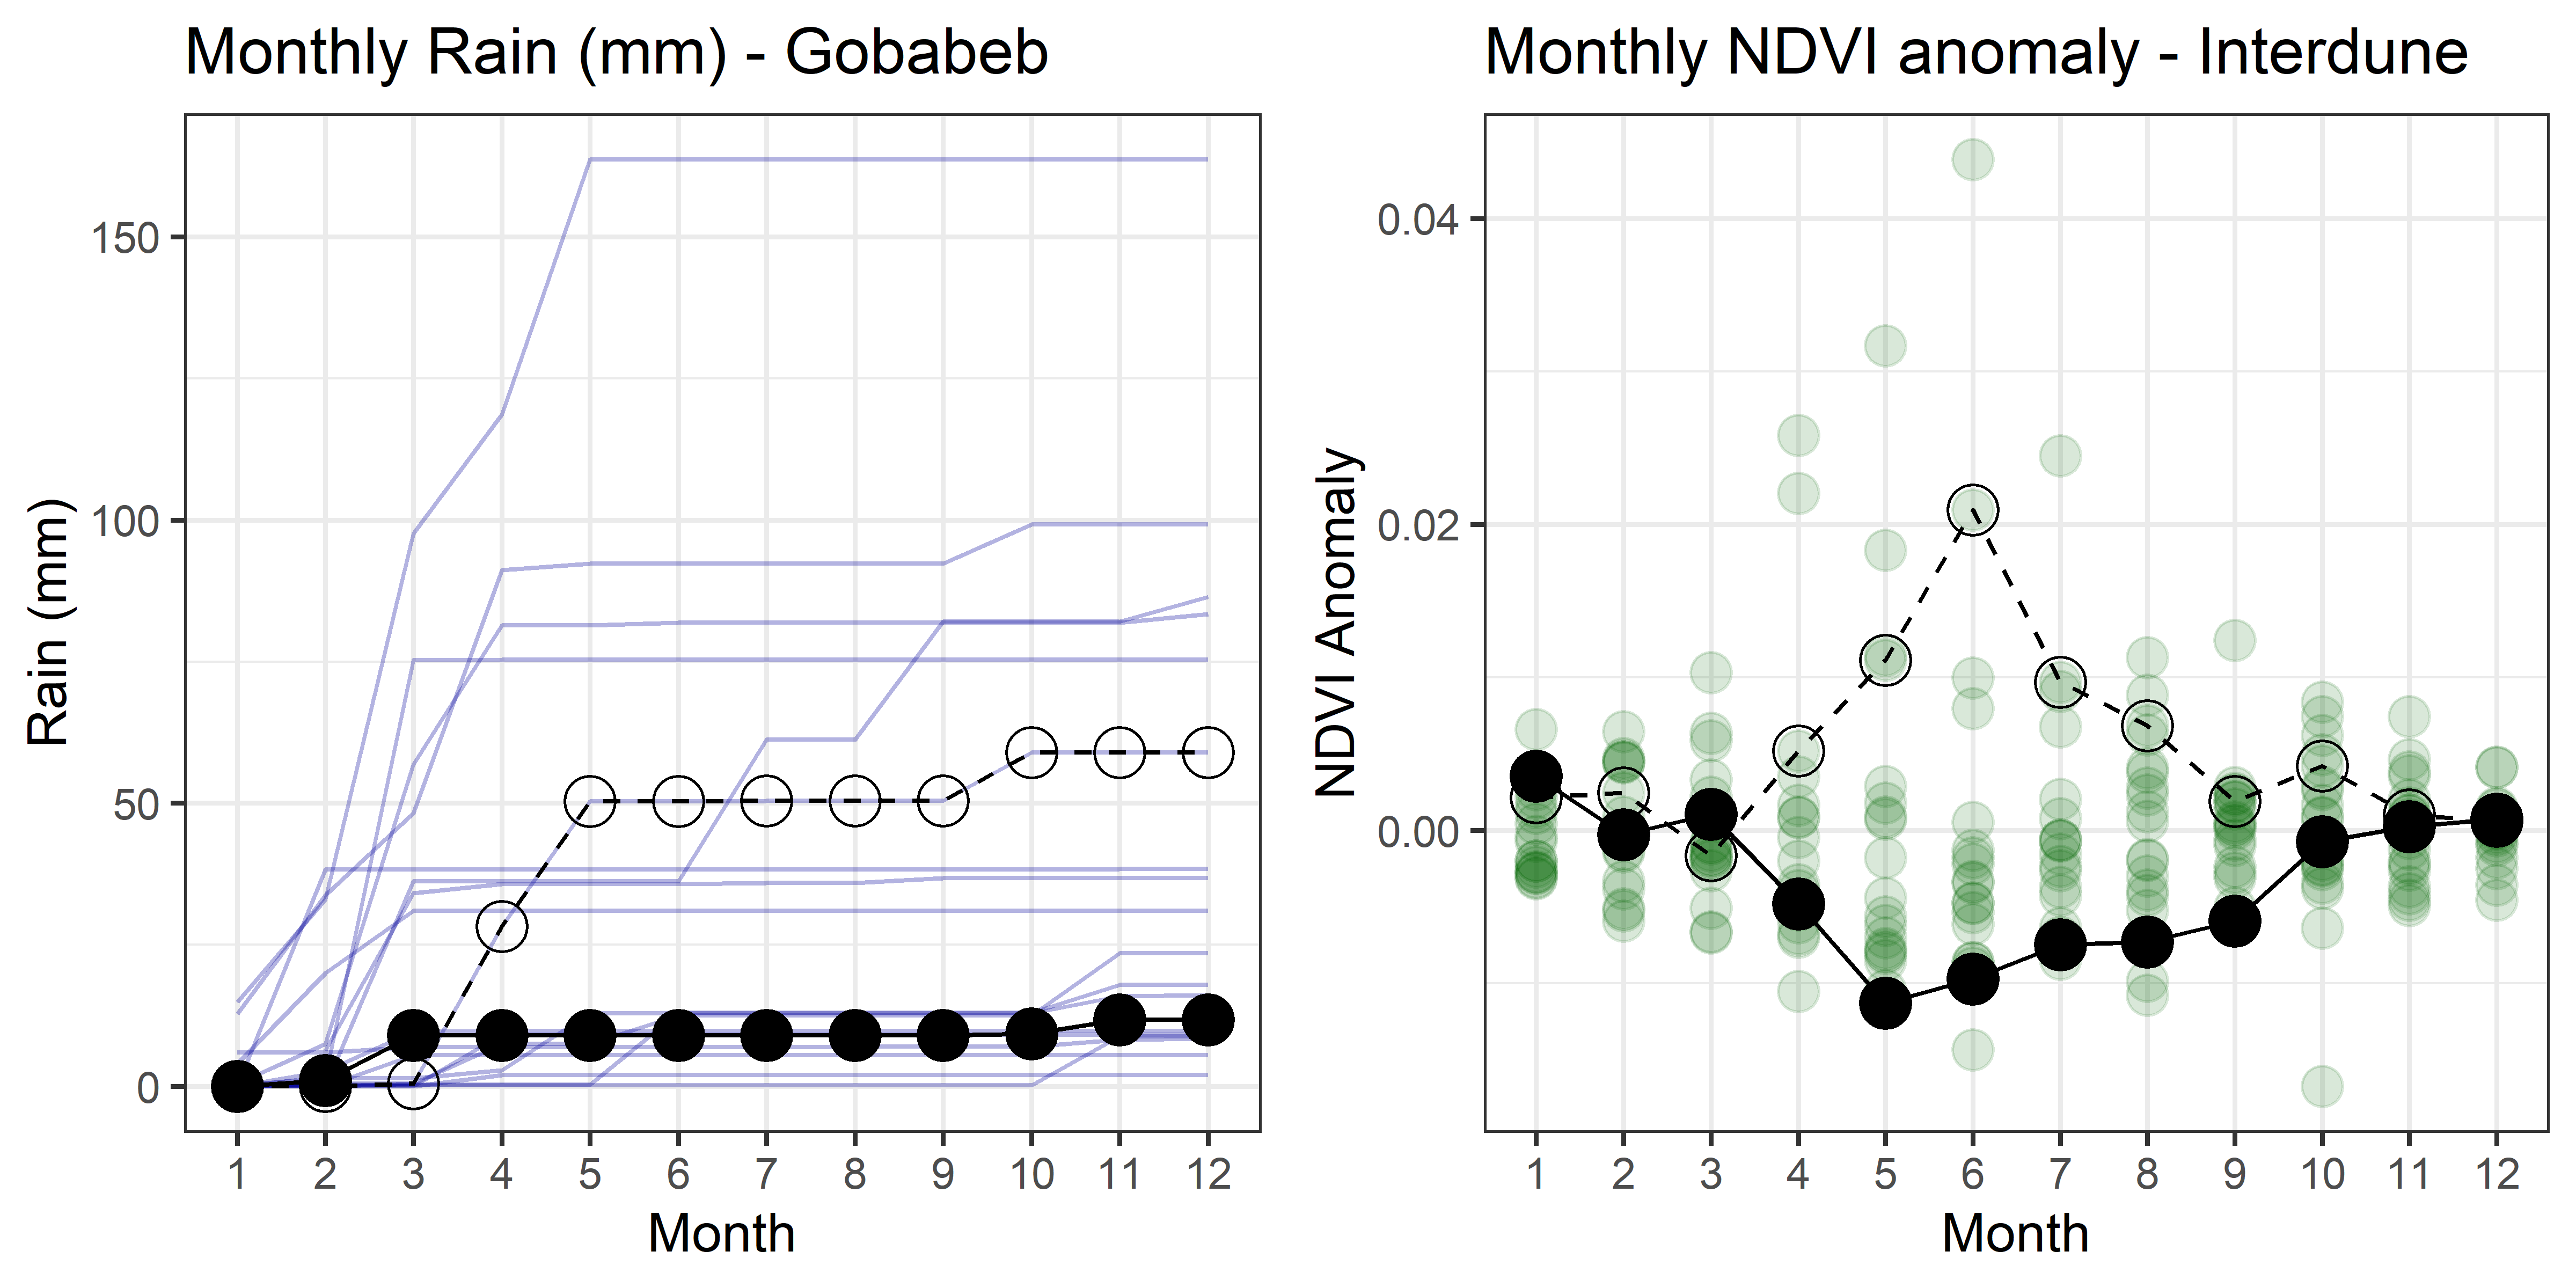 Monthly Rain (mm) - Gobabeb
Rain (mm)
150
100
50
0
1 2 3 4 5 6 7 8 9 10 11 12
Month
Monthly NDVI anomaly - Interdune
NDVI Anomaly
0.04
0.02
0.00
1 2 3 4 5 6 7 8 9 10 11 12
Month